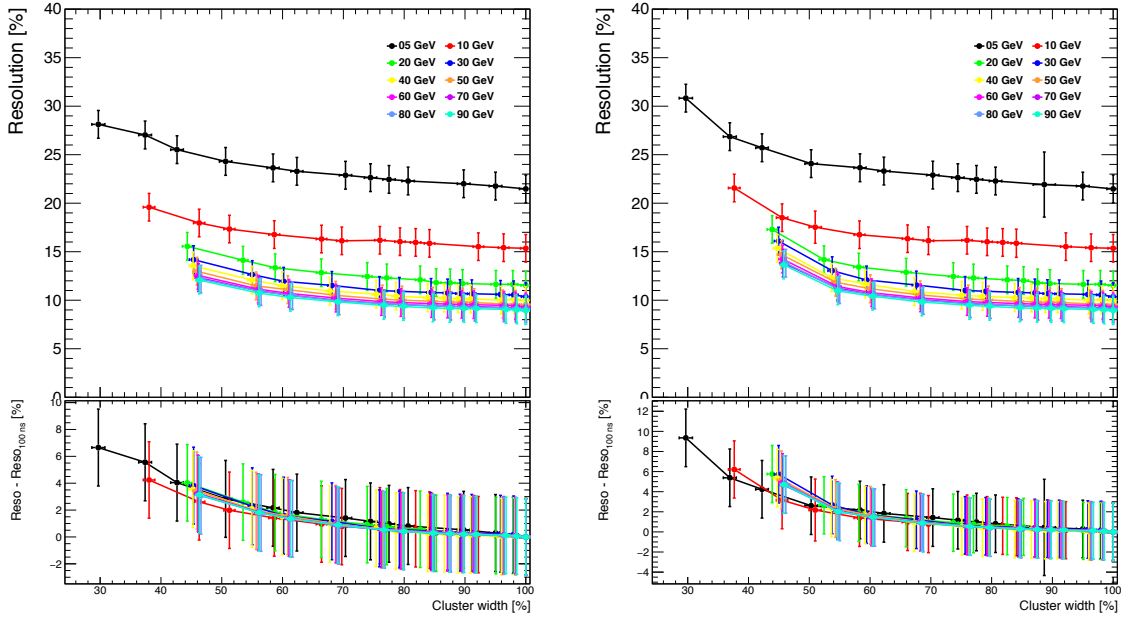 Resolution [%]
40
35
30
25
20
15
10
5
0
05 GeV 10 GeV
20 GeV 30 GeV
40 GeV 50 GeV
60 GeV 70 GeV
80 GeV 90 GeV
Reso - Reso100 ns [%]
10
8
6
4
2
0
−2
30 40 50 60 70 80 90 100
Cluster width [%]
Resolution [%]
40
35
30
25
20
15
10
5
0
05 GeV 10 GeV
20 GeV 30 GeV
40 GeV 50 GeV
60 GeV 70 GeV
80 GeV 90 GeV
Reso - Reso100 ns [%]
12
10
8
6
4
2
0
−2
−4
30 40 50 60 70 80 90 100
Cluster width [%]